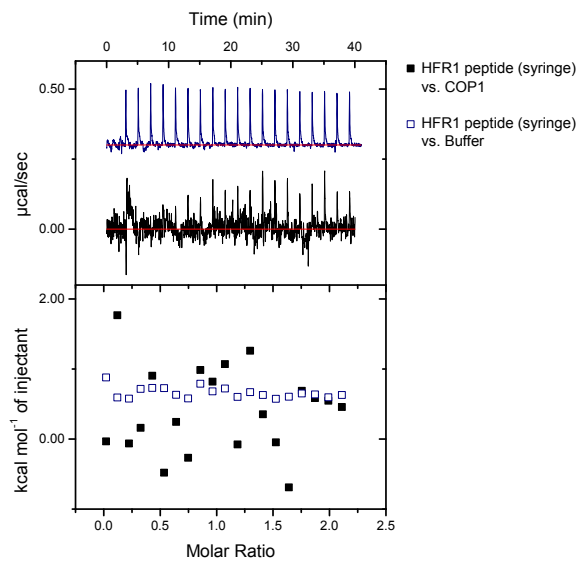 Time (min)
0 10 20 30 40
HFR1 peptide (syringe)
vs. COP1
HFR1 peptide (syringe)
vs. Buffer
0.50
0.00
µcal/sec
2.00
0.00
kcal mol⁻¹ of injectant
0.0 0.5 1.0 1.5 2.0 2.5
Molar Ratio